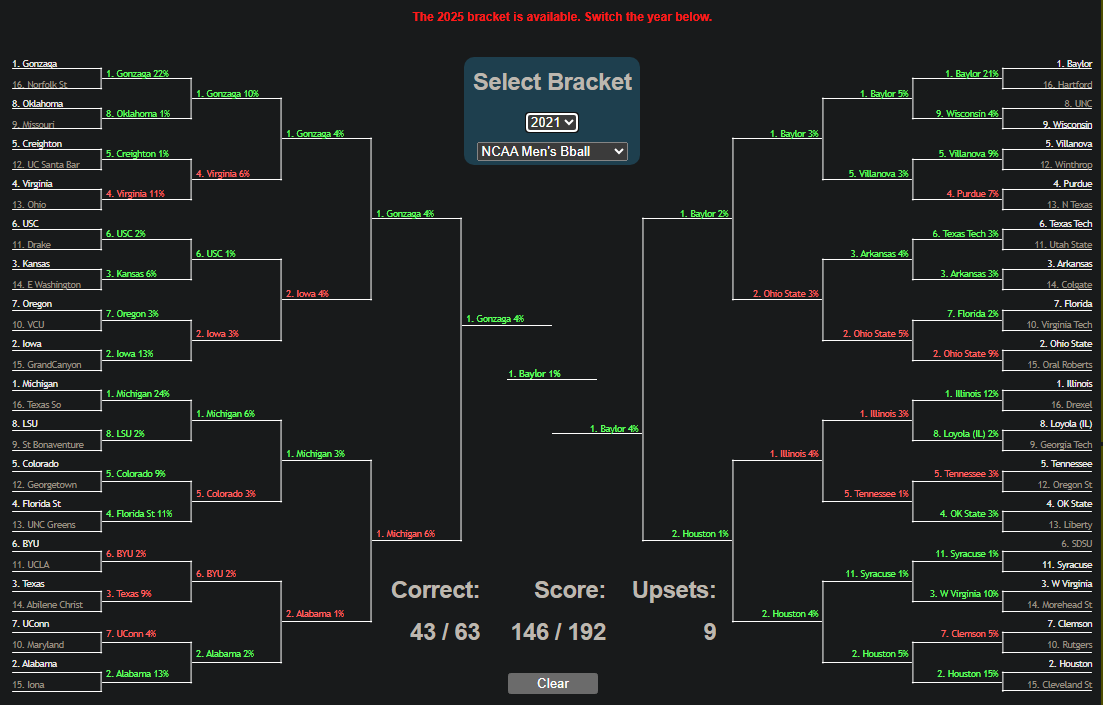 The 2025 bracket is available. Switch the year below.
Select Bracket
2021
NCAA Men's Bball
1. Gonzaga
16. Norfolk St
8. Oklahoma
9. Missouri
5. Creighton
12. UC Santa Bar
4. Virginia
13. Ohio
6. USC
11. Drake
3. Kansas
14. E Washington
7. Oregon
10. VCU
2. Iowa
15. GrandCanyon
1. Michigan
16. Texas So
8. LSU
9. St Bonaventure
5. Colorado
12. Georgetown
4. Florida St
13. UNC Greens
6. BYU
11. UCLA
3. Texas
14. Abilene Christ
7. UConn
10. Maryland
2. Alabama
15. Iona
1. Gonzaga 22%
8. Oklahoma 1%
5. Creighton 1%
4. Virginia 11%
6. USC 2%
3. Kansas 6%
7. Oregon 3%
2. Iowa 13%
1. Michigan 24%
8. LSU 2%
5. Colorado 9%
4. Florida St 11%
6. BYU 2%
3. Texas 9%
7. UConn 4%
2. Alabama 13%
1. Gonzaga 10%
4. Virginia 6%
6. USC 1%
2. Iowa 3%
1. Michigan 6%
5. Colorado 3%
6. BYU 2%
2. Alabama 2%
1. Gonzaga 4%
2. Iowa 4%
1. Michigan 3%
2. Alabama 1%
1. Gonzaga 4%
1. Michigan 6%
1. Gonzaga 4%
1. Baylor 1%
1. Baylor 4%
1. Baylor 2%
2. Houston 1%
1. Baylor 3%
2. Ohio State 3%
1. Illinois 4%
2. Houston 4%
1. Baylor 5%
5. Villanova 3%
3. Arkansas 4%
2. Ohio State 5%
1. Illinois 3%
5. Tennessee 1%
11. Syracuse 1%
2. Houston 5%
1. Baylor 21%
9. Wisconsin 4%
5. Villanova 9%
4. Purdue 7%
6. Texas Tech 3%
3. Arkansas 3%
7. Florida 2%
2. Ohio State 9%
1. Illinois 12%
8. Loyola (IL) 2%
5. Tennessee 3%
4. OK State 3%
11. Syracuse 1%
3. W Virginia 10%
7. Clemson 5%
2. Houston 15%
1. Baylor
16. Hartford
8. UNC
9. Wisconsin
5. Villanova
12. Winthrop
4. Purdue
13. N Texas
6. Texas Tech
11. Utah State
3. Arkansas
14. Colgate
7. Florida
10. Virginia Tech
2. Ohio State
15. Oral Roberts
1. Illinois
16. Drexel
8. Loyola (IL)
9. Georgia Tech
5. Tennessee
12. Oregon St
4. OK State
13. Liberty
6. SDSU
11. Syracuse
3. W Virginia
14. Morehead St
7. Clemson
10. Rutgers
2. Houston
15. Cleveland St
Correct: Score: Upsets:
43 / 63 146 / 192 9
Clear